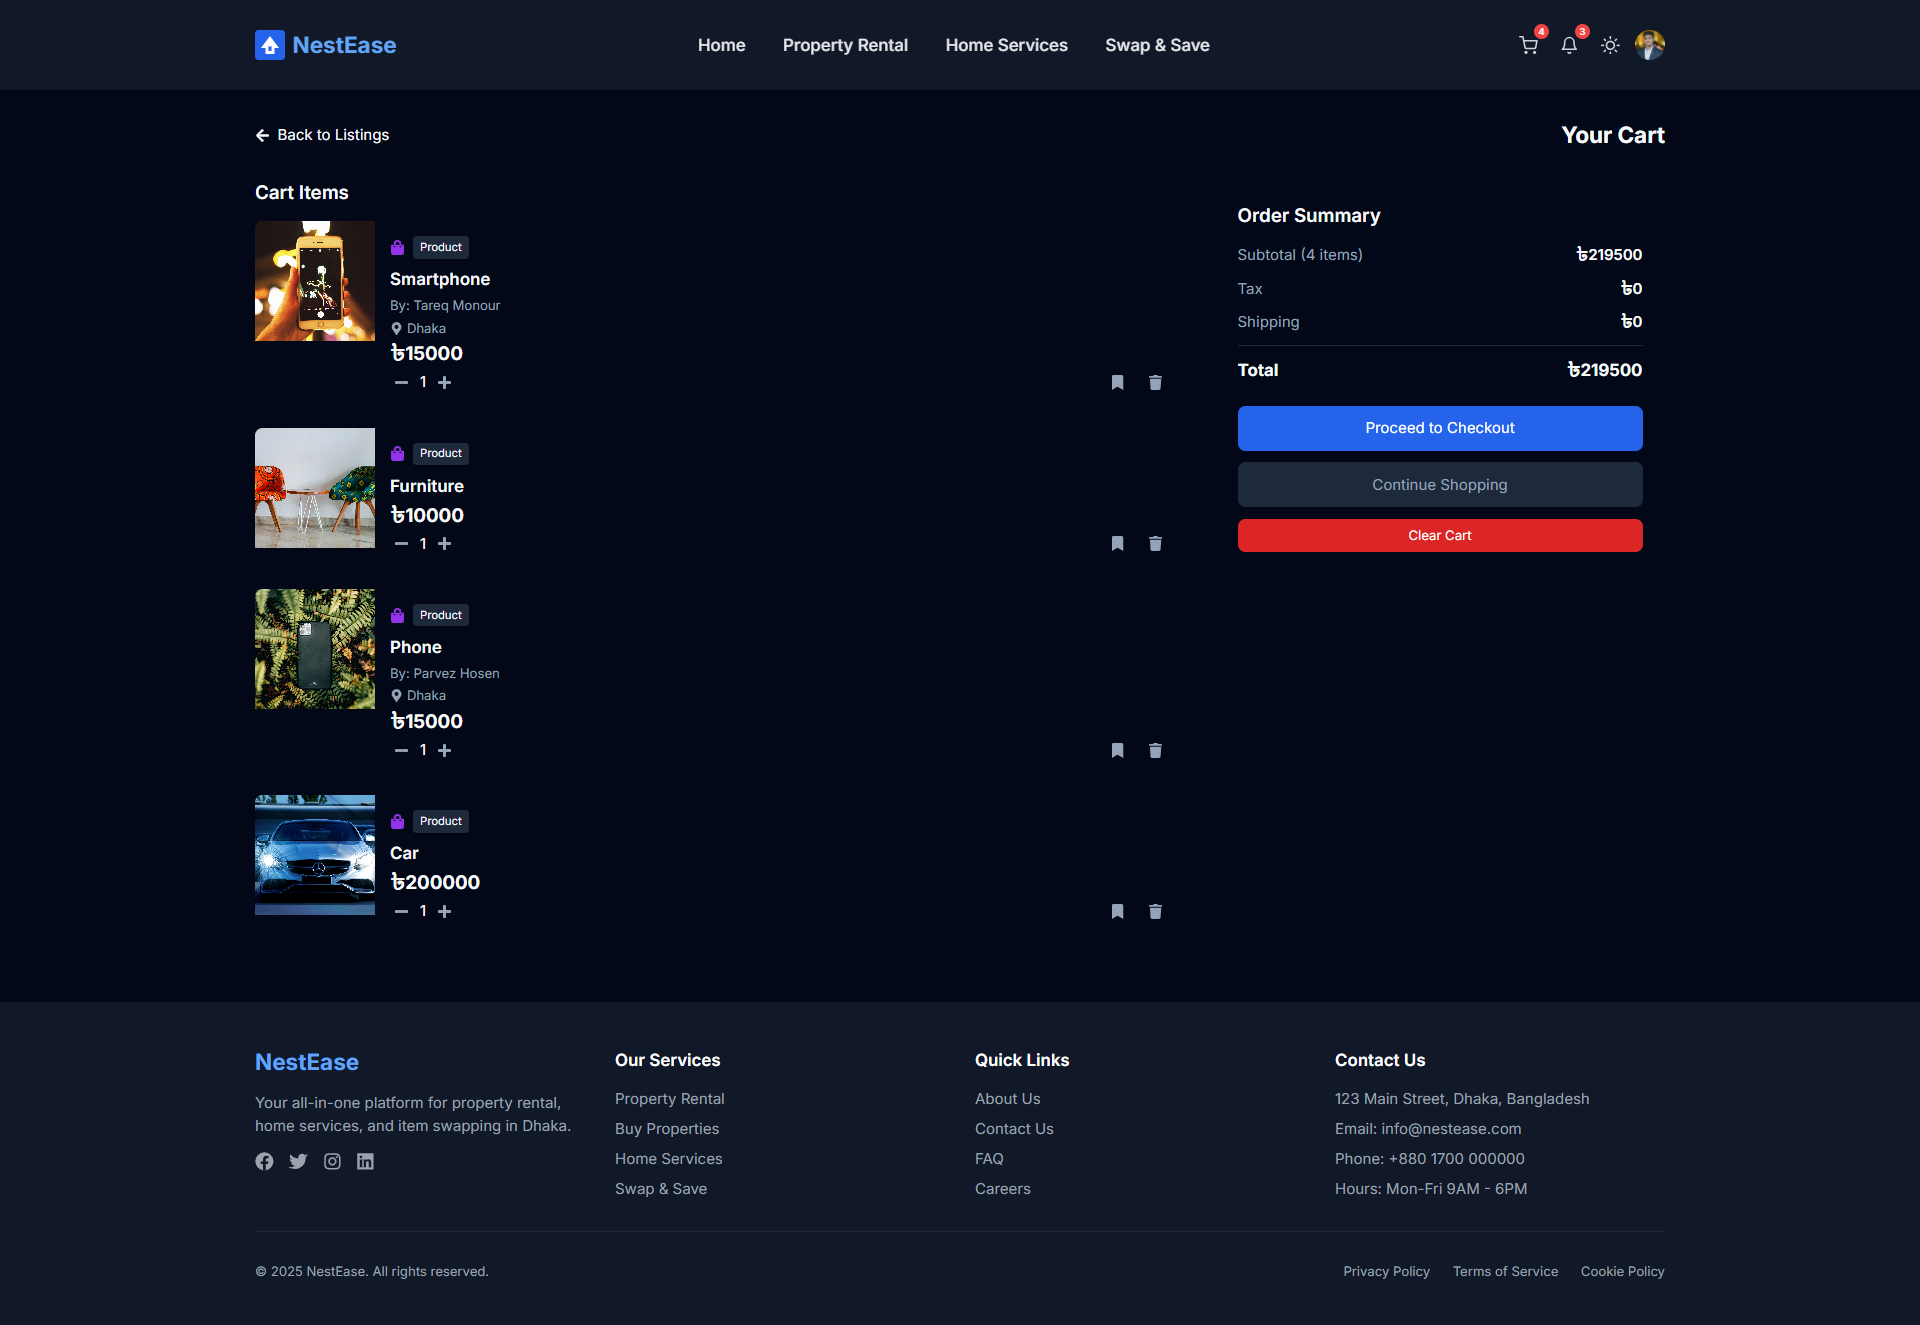 NestEase
Home
Property Rental
Home Services
Swap & Save
4
3
Back to Listings
Your Cart
Cart Items
Product
Smartphone
By: Tareq Monour
Dhaka
৳15000
1
Product
Furniture
৳10000
1
Product
Phone
By: Parvez Hosen
Dhaka
৳15000
1
Product
Car
৳200000
1
Order Summary
Subtotal (4 items) ৳219500
Tax ৳0
Shipping ৳0
Total ৳219500
Proceed to Checkout
Continue Shopping
Clear Cart
NestEase
Your all-in-one platform for property rental,
home services, and item swapping in Dhaka.
Our Services
Property Rental
Buy Properties
Home Services
Swap & Save
Quick Links
About Us
Contact Us
FAQ
Careers
Contact Us
123 Main Street, Dhaka, Bangladesh
Email: info@nestease.com
Phone: +880 1700 000000
Hours: Mon-Fri 9AM - 6PM
© 2025 NestEase. All rights reserved.
Privacy Policy
Terms of Service
Cookie Policy